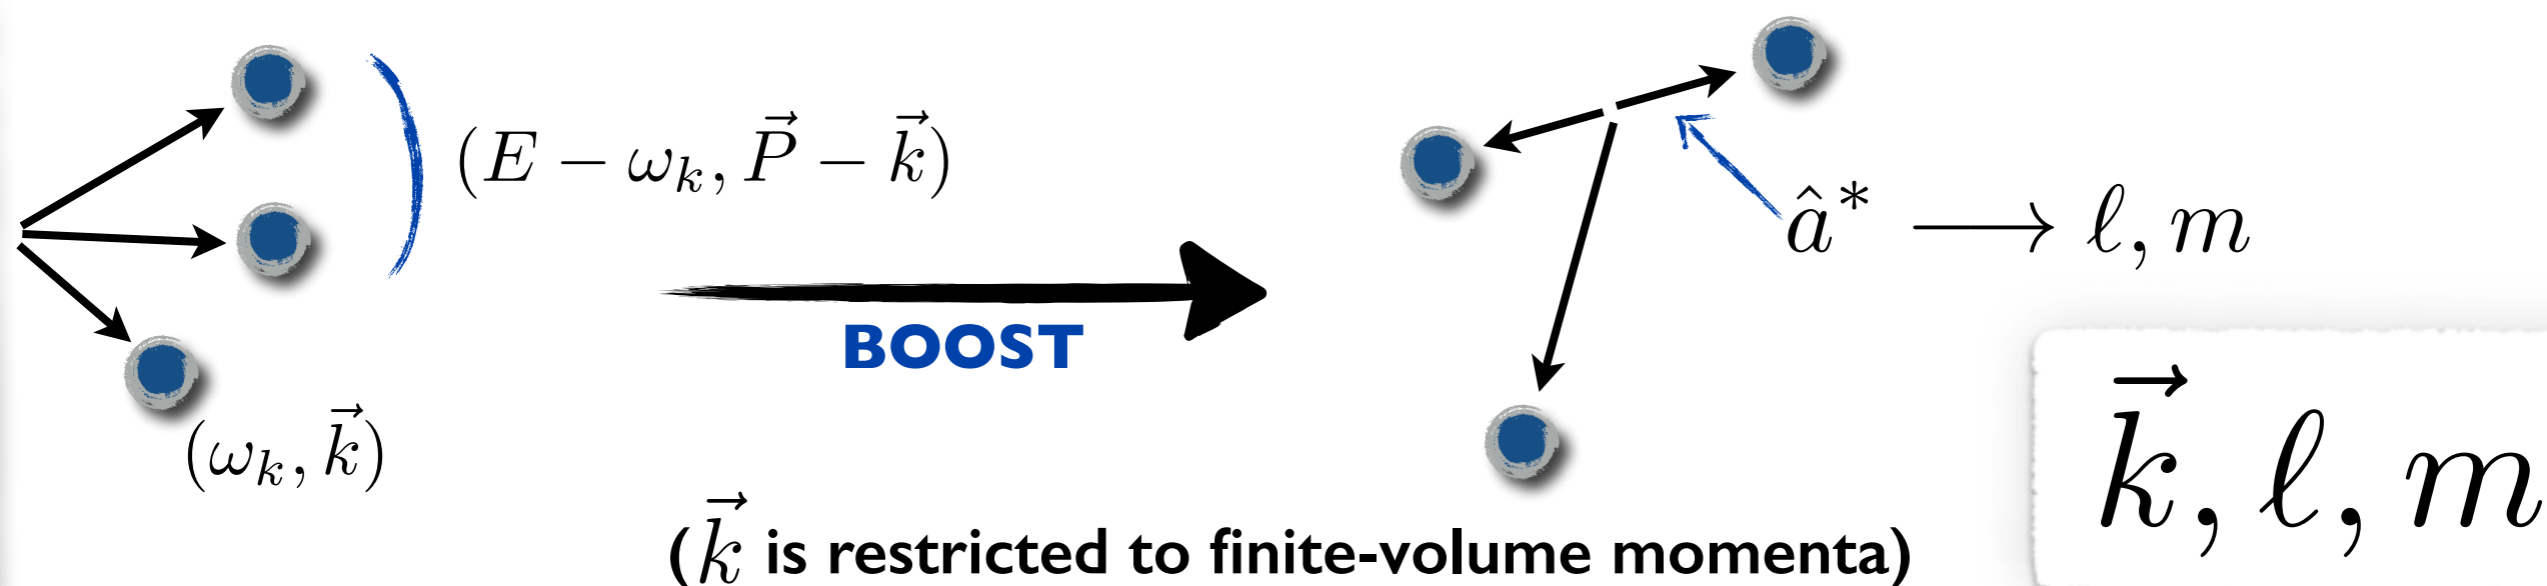 (E − ω_k, P⃗ − k⃗)
â* ⟶ ℓ, m
BOOST
(ω_k, k⃗)
k⃗, ℓ, m
(k⃗ is restricted to finite-volume momenta)